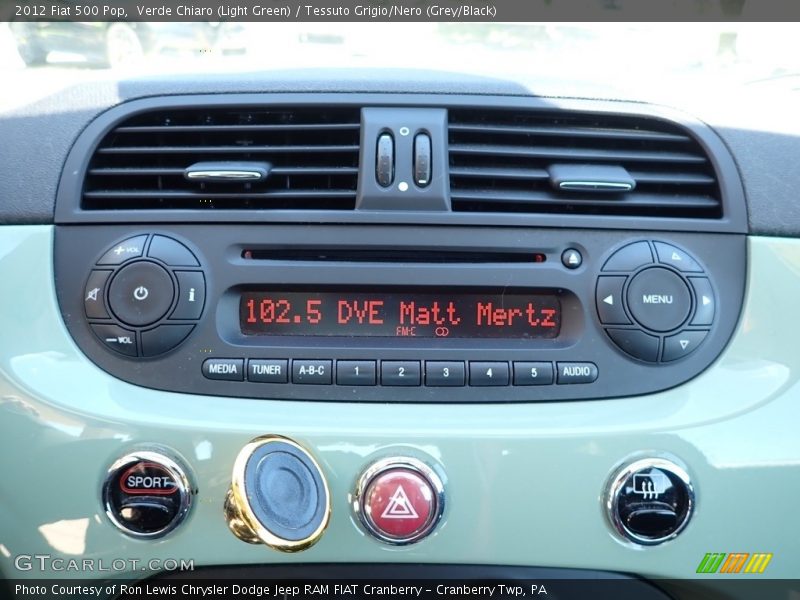 2012 Fiat 500 Pop,  Verde Chiaro (Light Green) / Tessuto Grigio/Nero (Grey/Black)
+ VOL
i
- VOL
102.5 DVE Matt Mertz
FM-C
MENU
MEDIA TUNER A-B-C 1 2 3 4 5 AUDIO
SPORT
GTCARLOT.COM
Photo Courtesy of Ron Lewis Chrysler Dodge Jeep RAM FIAT Cranberry - Cranberry Twp, PA